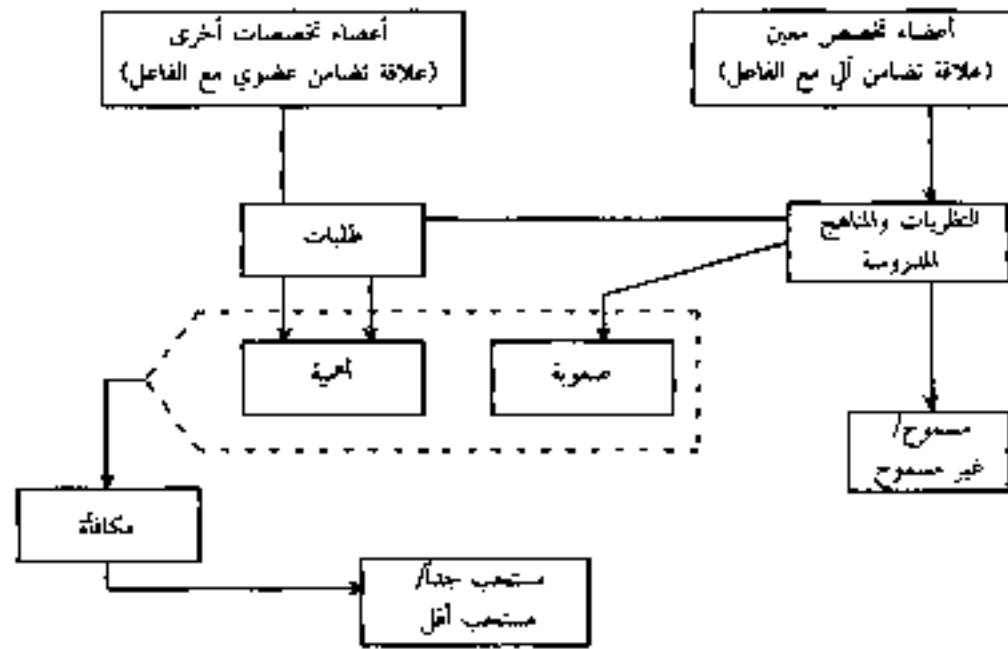 أعضاء تخصص معين
(علاقة تضامن آلي مع الفاعل)
أعضاء تخصصات أخرى
(علاقة تضامن عضوي مع الفاعل)
النظريات والمناهج
المدروسة
طلبات
صعوبة
أهمية
مسموح/
غير مسموح
مكافأة
مستحب جداً/
مستحب أقل